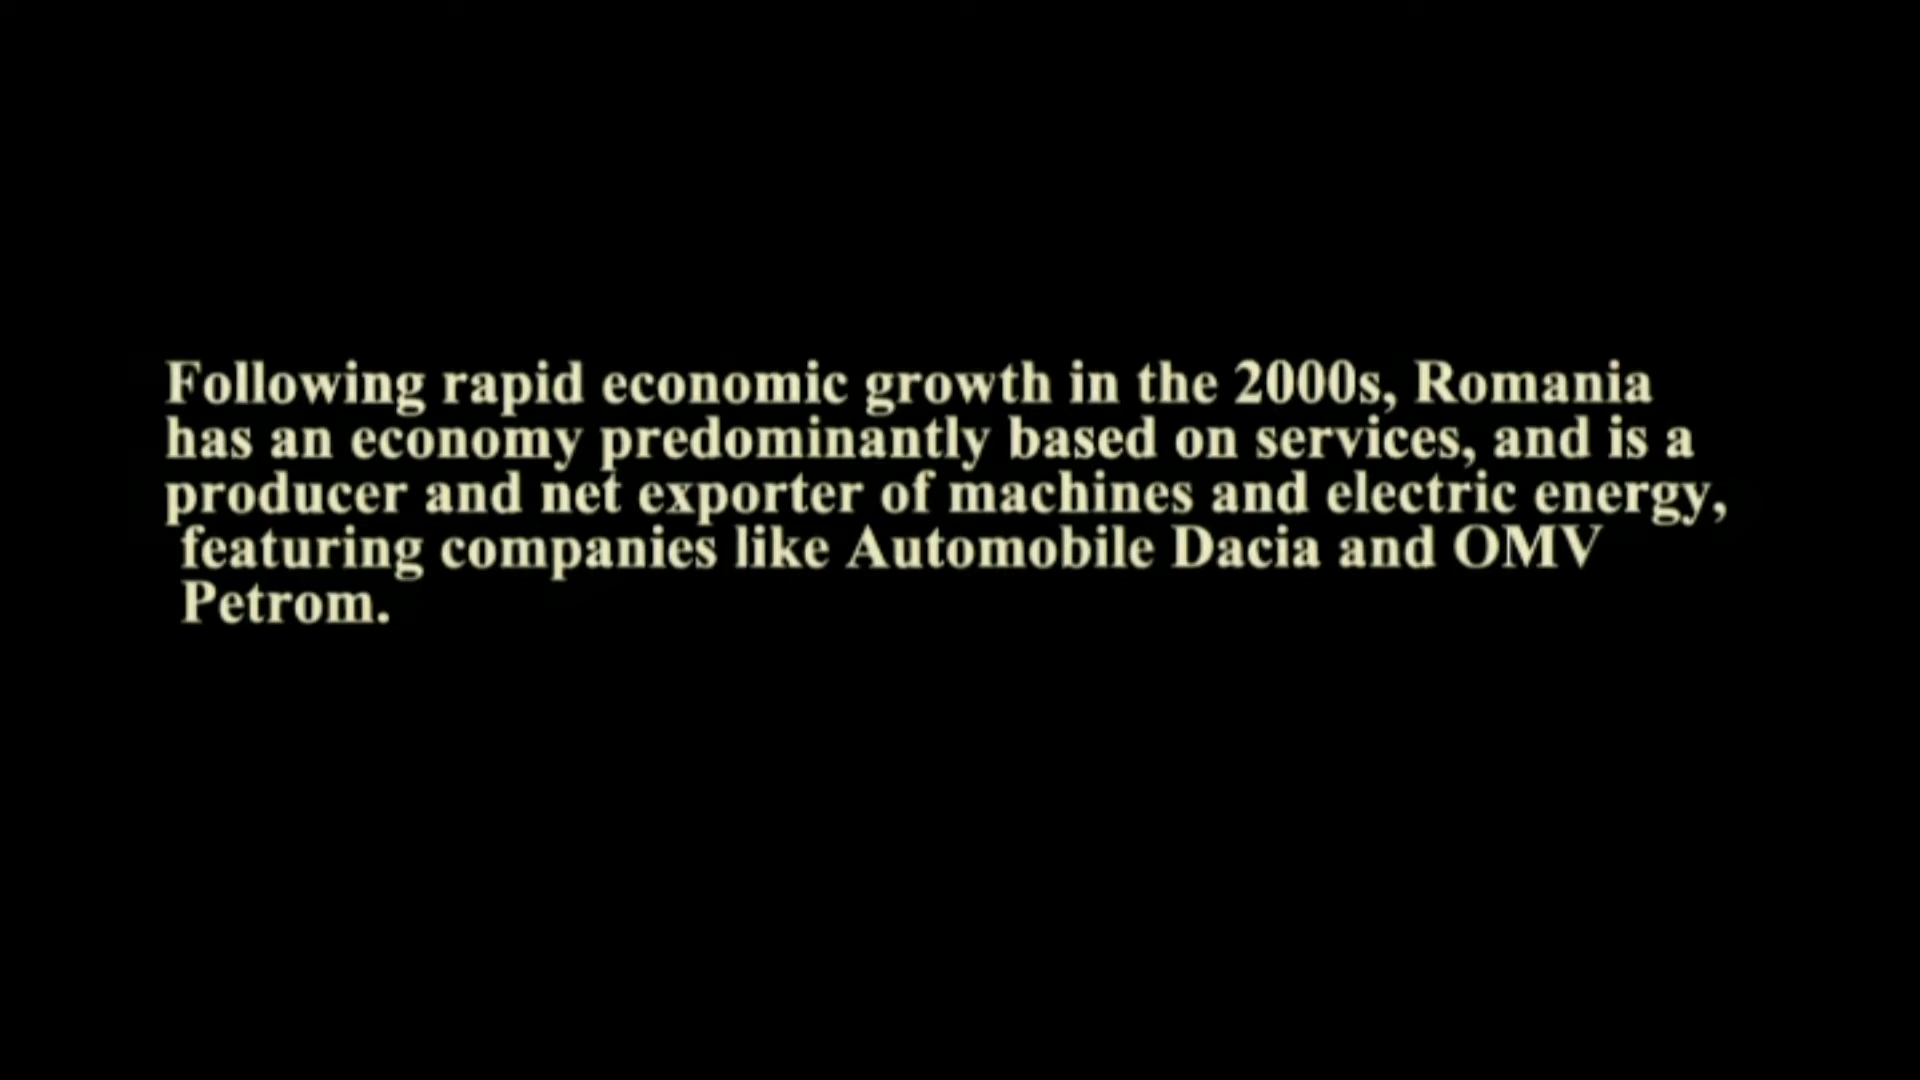 Following rapid economic growth in the 2000s, Romania
has an economy predominantly based on services, and is a
producer and net exporter of machines and electric energy,
featuring companies like Automobile Dacia and OMV
Petrom.